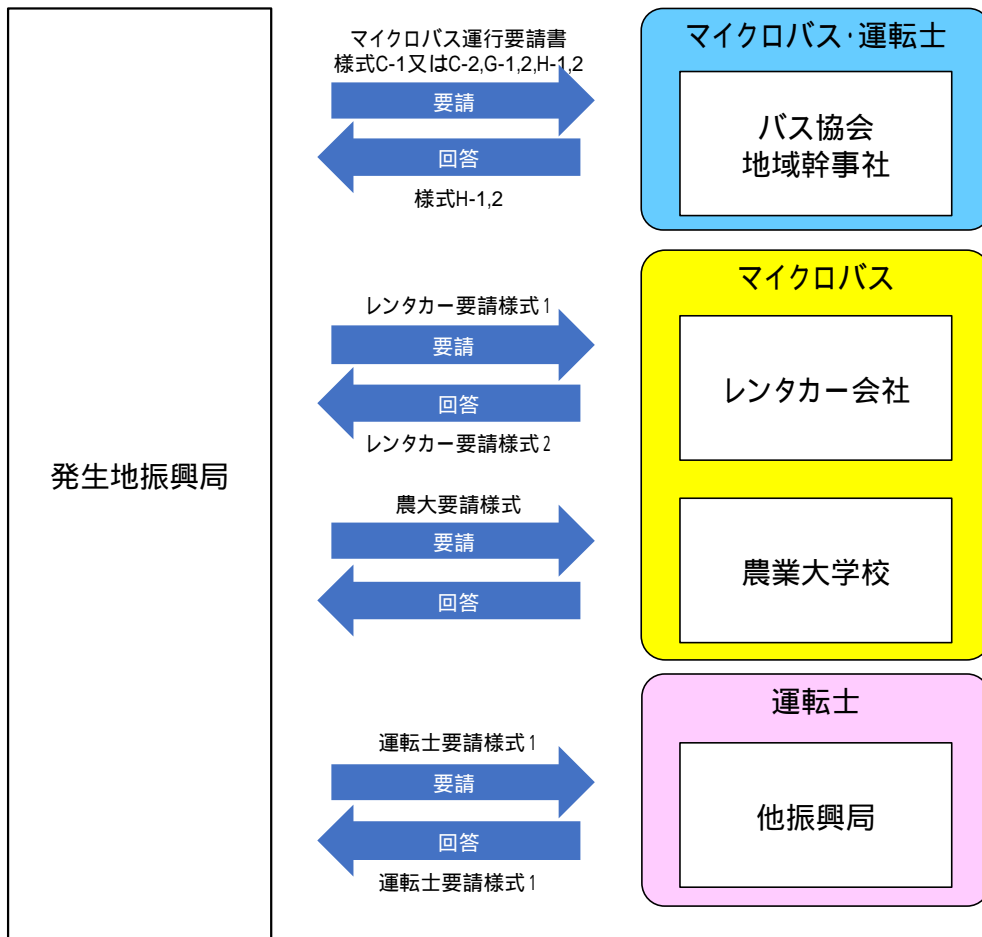 発生地振興局
マイクロバス運行要請書
様式C-1又はC-2,G-1,2,H-1,2
要請
回答
様式H-1,2
マイクロバス・運転士
バス協会
地域幹事社
レンタカー要請様式1
要請
回答
レンタカー要請様式2
マイクロバス
レンタカー会社
農大要請様式
要請
回答
農業大学校
運転士要請様式1
要請
回答
運転士要請様式1
運転士
他振興局